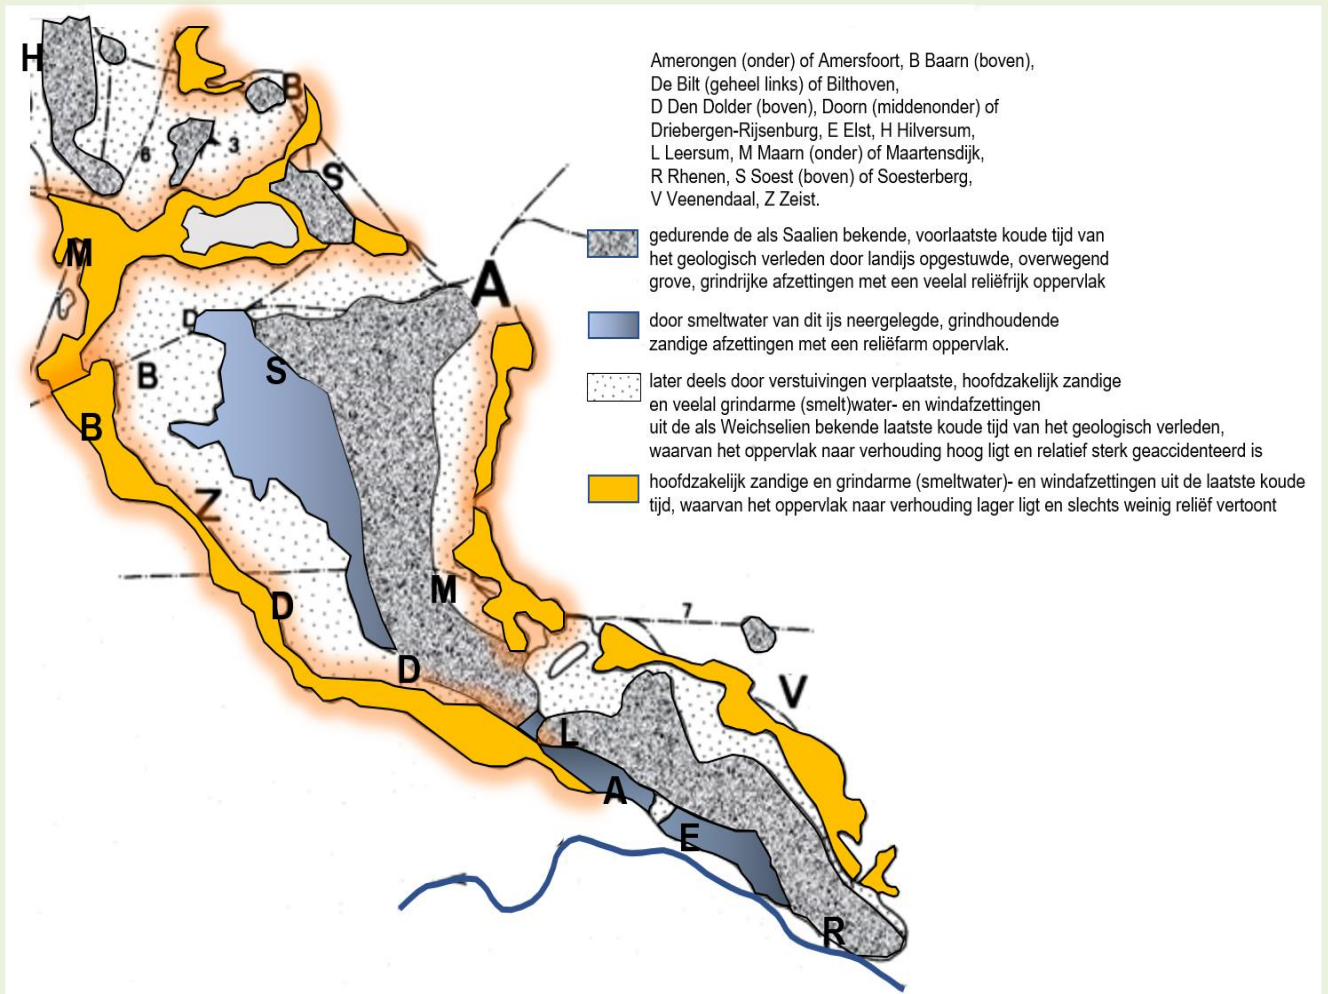 H
B
Amerongen (onder) of Amersfoort, B Baarn (boven),
De Bilt (geheel links) of Bilthoven,
D Den Dolder (boven), Doorn (middenonder) of
Driebergen-Rijsenburg, E Elst, H Hilversum,
L Leersum, M Maarn (onder) of Maartensdijk,
R Rhenen, S Soest (boven) of Soesterberg,
V Veenendaal, Z Zeist.
6
3
S
gedurende de als Saalien bekende, voorlaatste koude tijd van
het geologisch verleden door landijs opgestuwde, overwegend
grove, grindrijke afzettingen met een veelal reliëfrijk oppervlak
M
A
D
door smeltwater van dit ijs neergelegde, grindhoudende
zandige afzettingen met een reliëfarm oppervlak.
B
S
later deels door verstuivingen verplaatste, hoofdzakelijk zandige
en veelal grindarme (smelt)water- en windafzettingen
uit de als Weichselien bekende laatste koude tijd van het geologisch verleden,
waarvan het oppervlak naar verhouding hoog ligt en relatief sterk geaccidenteerd is
B
hoofdzakelijk zandige en grindarme (smeltwater)- en windafzettingen uit de laatste koude
tijd, waarvan het oppervlak naar verhouding lager ligt en slechts weinig reliëf vertoont
Z
M
D
7
D
V
L
A
E
R